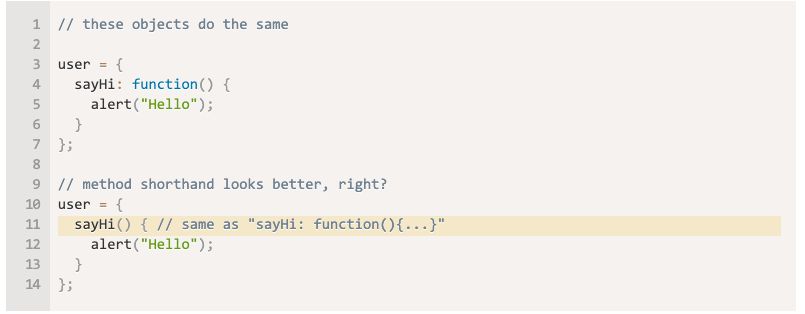 1 // these objects do the same
2
3 user = {
4   sayHi: function() {
5     alert("Hello");
6   }
7 };
8
9 // method shorthand looks better, right?
10 user = {
11   sayHi() { // same as "sayHi: function(){...}"
12     alert("Hello");
13   }
14 };